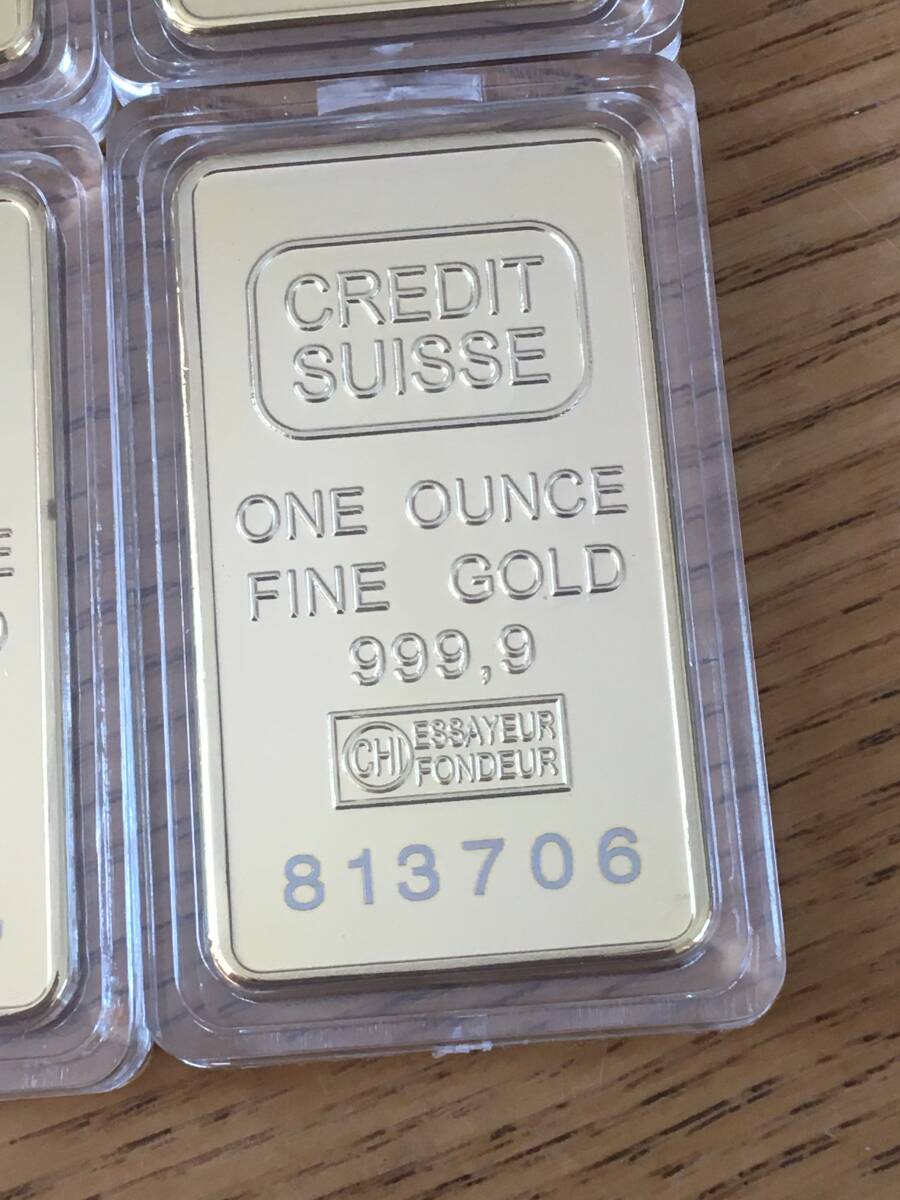 CREDIT
SUISSE
ONE OUNCE
FINE GOLD
999,9
CHI ESSAYEUR
FONDEUR
813706